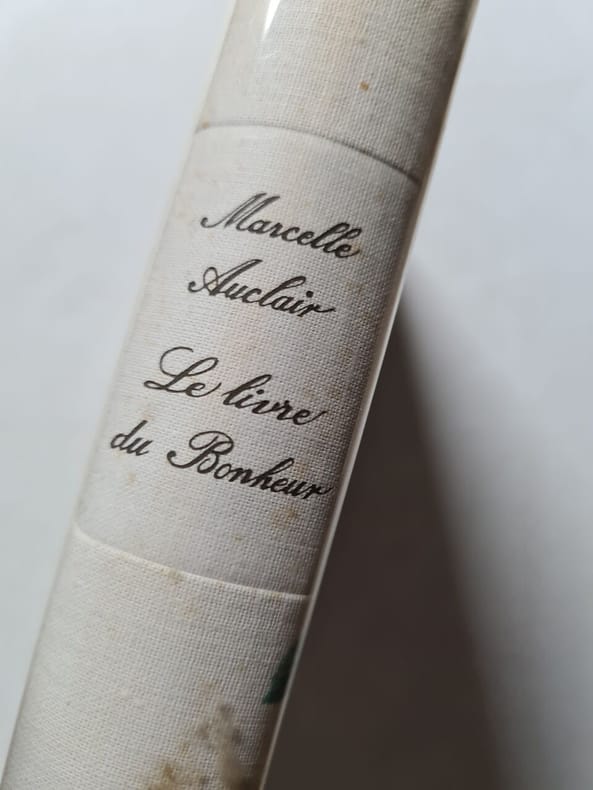 Marcelle
Auclair
Le livre
du Bonheur